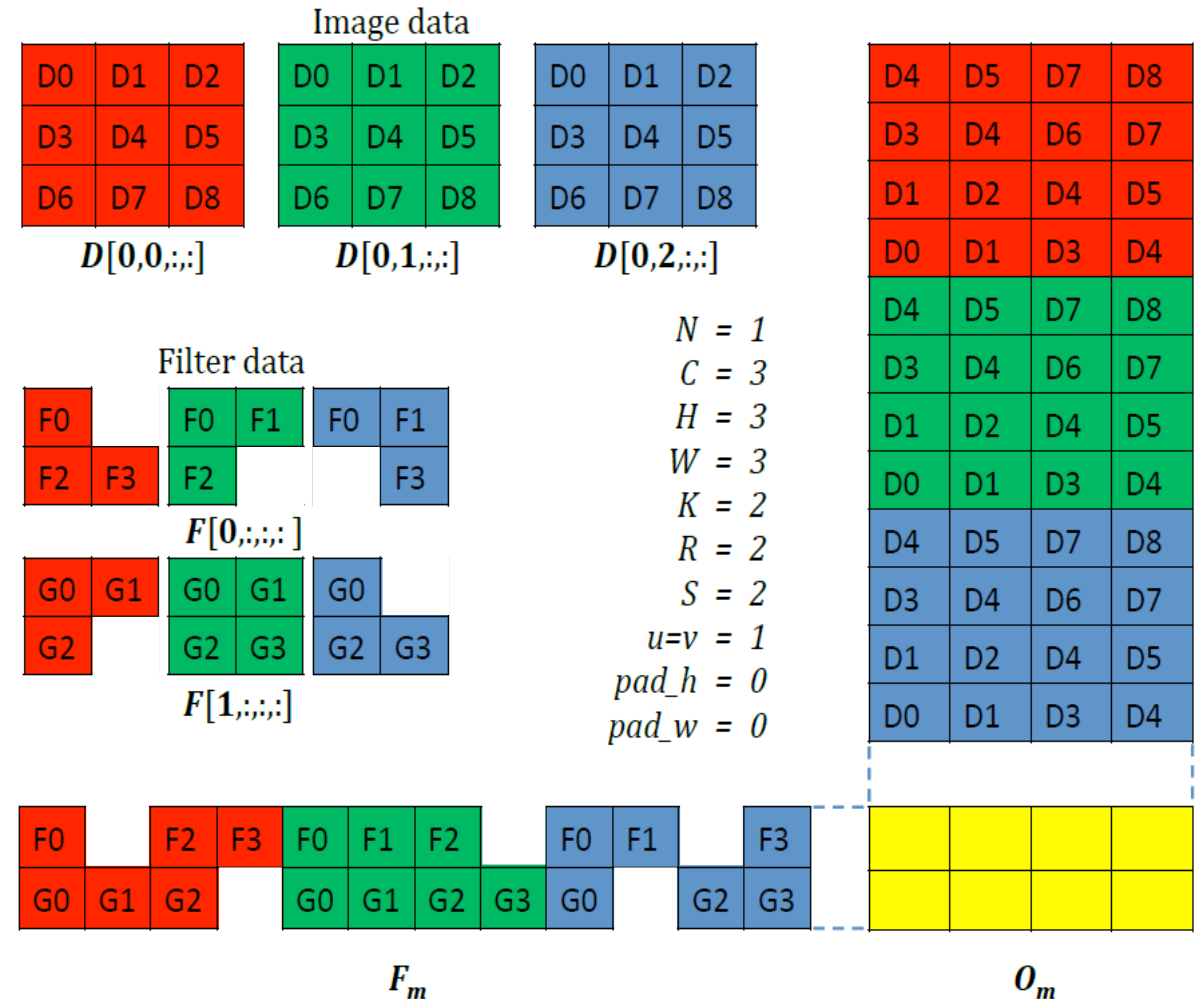 Image data
D0 D1 D2 D0 D1 D2 D0 D1 D2
D3 D4 D5 D3 D4 D5 D3 D4 D5
D6 D7 D8 D6 D7 D8 D6 D7 D8
D[0,0,:,:] D[0,1,:,:] D[0,2,:,:]
Filter data
F0 F0 F1 F0 F1
F2 F3 F2 F3
F[0,:,:,: ]
G0 G1 G0 G1 G0
G2 G2 G3 G2 G3
F[1,:,:,:]
N = 1
C = 3
H = 3
W = 3
K = 2
R = 2
S = 2
u=v = 1
pad_h = 0
pad_w = 0
D4 D5 D7 D8
D3 D4 D6 D7
D1 D2 D4 D5
D0 D1 D3 D4
D4 D5 D7 D8
D3 D4 D6 D7
D1 D2 D4 D5
D0 D1 D3 D4
D4 D5 D7 D8
D3 D4 D6 D7
D1 D2 D4 D5
D0 D1 D3 D4
F0 F2 F3 F0 F1 F2 F0 F1 F3
G0 G1 G2 G0 G1 G2 G3 G0 G2 G3
Fm Om